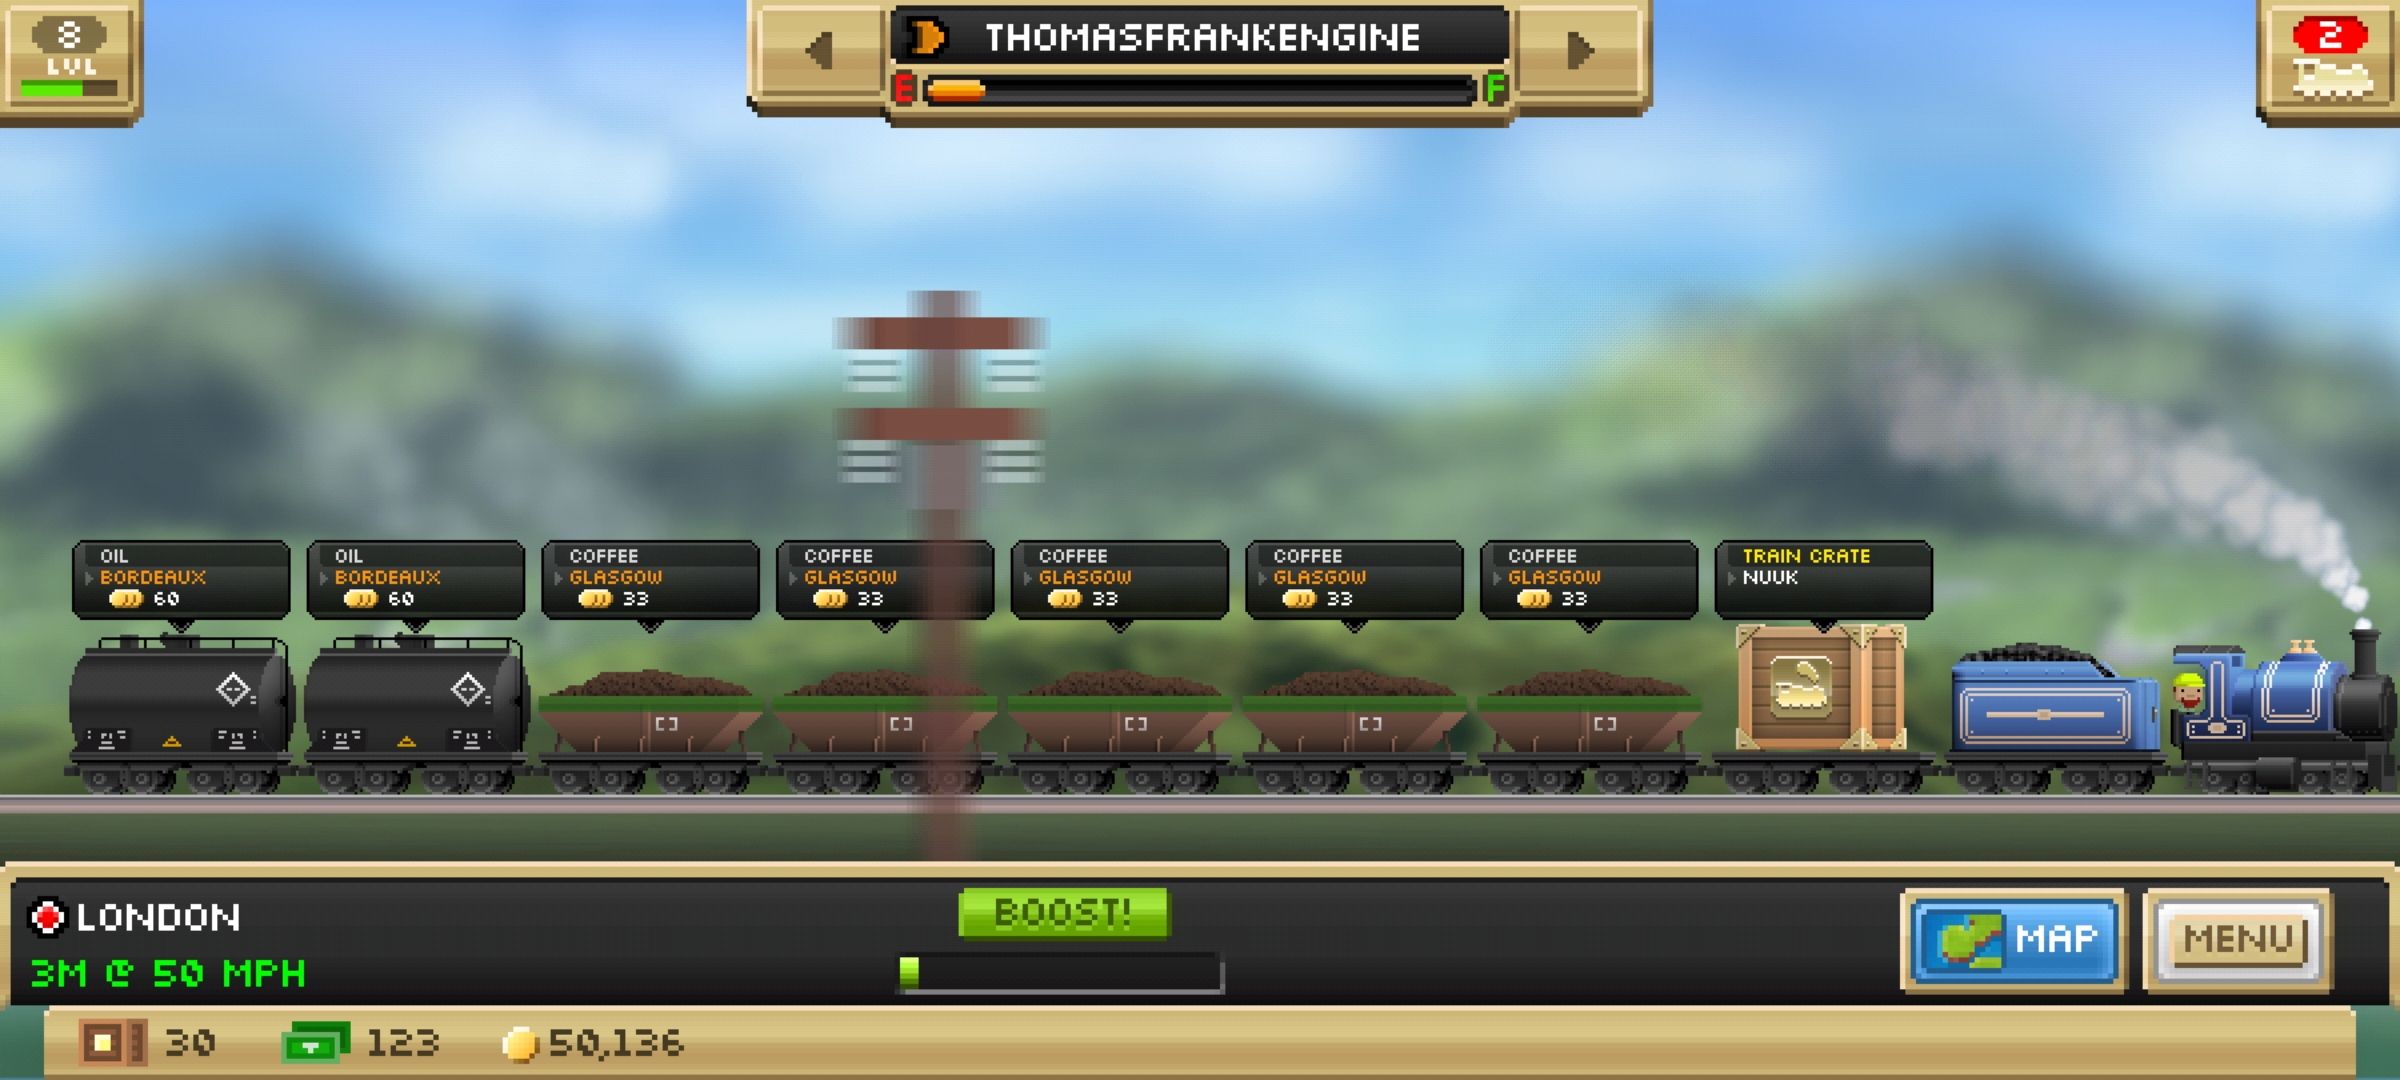 8
LVL
THOMASFRANKENGINE
E F
2
OIL
BORDEAUX
60
OIL
BORDEAUX
60
COFFEE
GLASGOW
33
COFFEE
GLASGOW
33
COFFEE
GLASGOW
33
COFFEE
GLASGOW
33
COFFEE
GLASGOW
33
TRAIN CRATE
NUUK
LONDON
3M @ 50 MPH
BOOST!
MAP
MENU
30
123
50,136